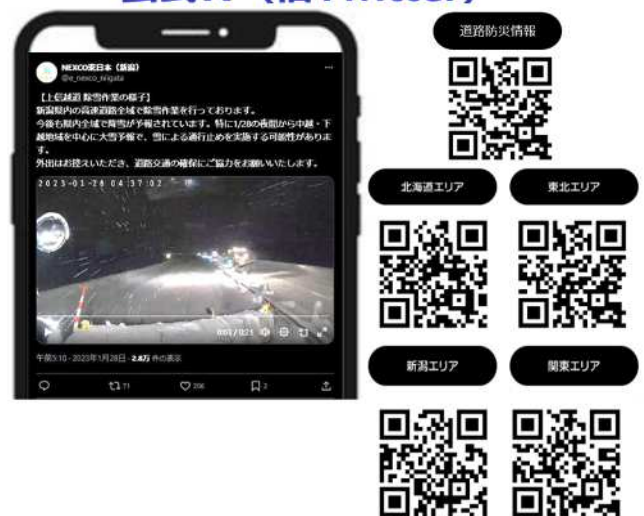 公式X（旧Twitter）
NEXCO東日本（新潟）
@e_nexco_niigata
【上信越道 除雪作業の様子】
新潟県内の高速道路全域で除雪作業を行っております。
今後も県内全域で降雪が予報されています。特に1/28の夜間から中越・下
越地域を中心に大雪予報で、雪による通行止めを実施する可能性がありま
す。
外出はお控えいただき、道路交通の確保にご協力をお願いいたします。
2023-01-28 04:37:02
0:03 / 0:21
午前5:10 · 2023年1月28日 · 2.8万 件の表示
71
206
2
道路防災情報
北海道エリア
東北エリア
新潟エリア
関東エリア